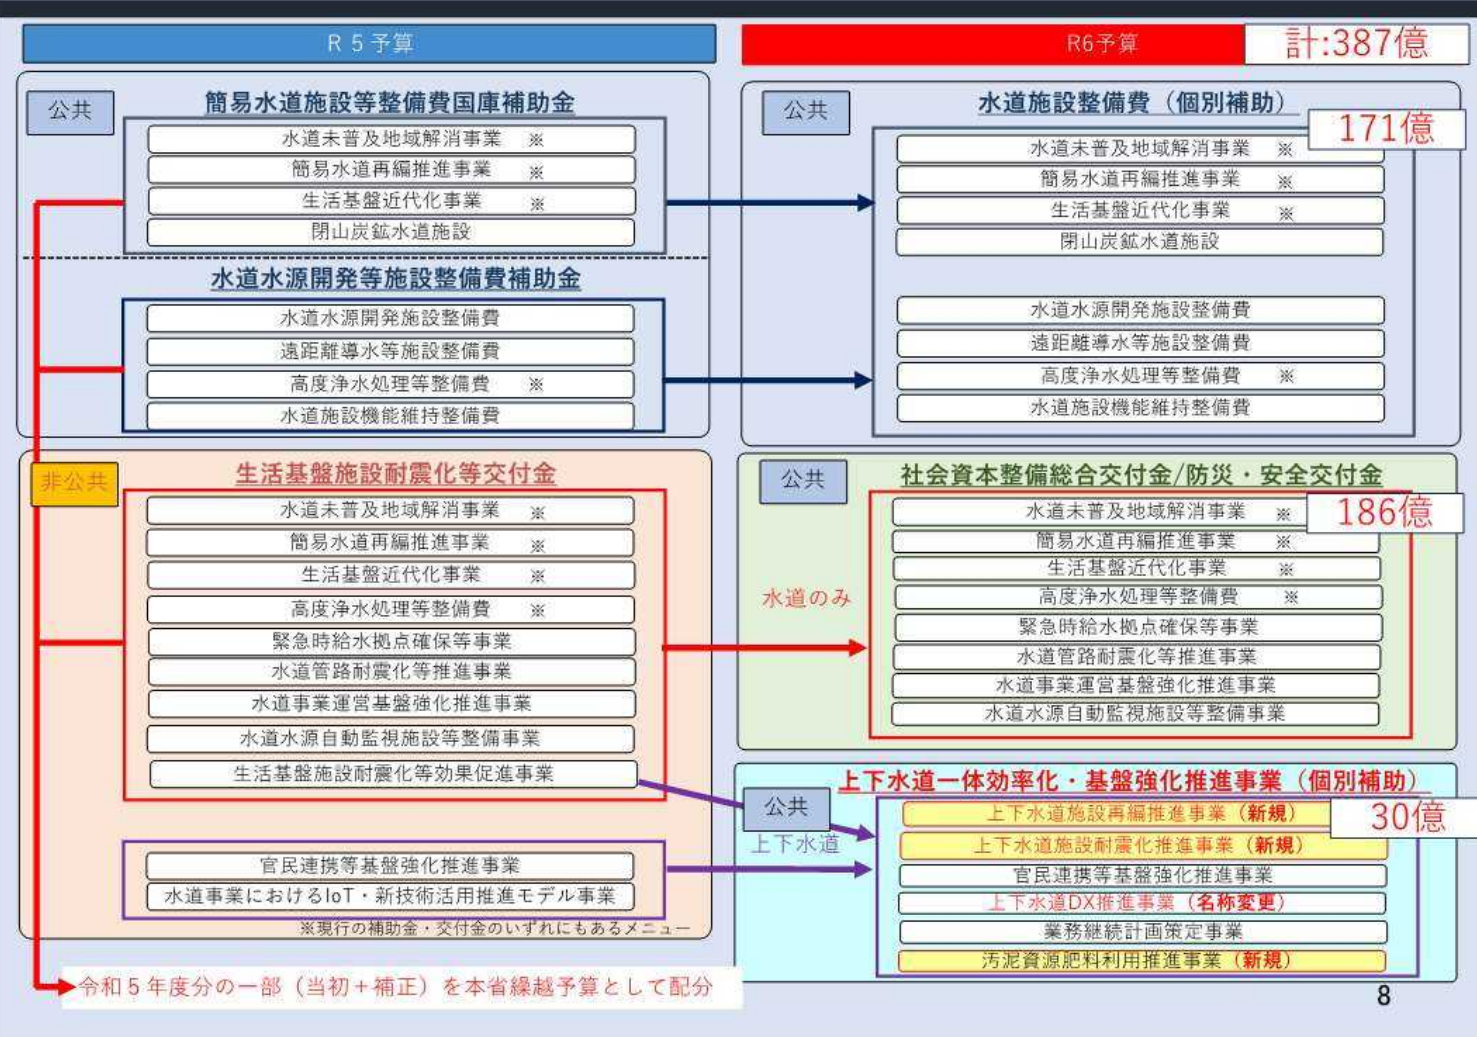 R５予算
公共
簡易水道施設等整備費国庫補助金
水道未普及地域解消事業 ※
簡易水道再編推進事業 ※
生活基盤近代化事業 ※
閉山炭鉱水道施設
水道水源開発等施設整備費補助金
水道水源開発施設整備費
遠距離導水等施設整備費
高度浄水処理等整備費 ※
水道施設機能維持整備費
非公共
生活基盤施設耐震化等交付金
水道未普及地域解消事業 ※
簡易水道再編推進事業 ※
生活基盤近代化事業 ※
高度浄水処理等整備費 ※
緊急時給水拠点確保等事業
水道管路耐震化等推進事業
水道事業運営基盤強化推進事業
水道水源自動監視施設等整備事業
生活基盤施設耐震化等効果促進事業
官民連携等基盤強化推進事業
水道事業におけるIoT・新技術活用推進モデル事業
※現行の補助金・交付金のいずれにもあるメニュー
令和５年度分の一部（当初＋補正）を本省繰越予算として配分
R6予算
計:387億
公共
水道施設整備費（個別補助）
171億
水道未普及地域解消事業 ※
簡易水道再編推進事業 ※
生活基盤近代化事業 ※
閉山炭鉱水道施設
水道水源開発施設整備費
遠距離導水等施設整備費
高度浄水処理等整備費 ※
水道施設機能維持整備費
公共
社会資本整備総合交付金/防災・安全交付金
186億
水道のみ
水道未普及地域解消事業 ※
簡易水道再編推進事業 ※
生活基盤近代化事業 ※
高度浄水処理等整備費 ※
緊急時給水拠点確保等事業
水道管路耐震化等推進事業
水道事業運営基盤強化推進事業
水道水源自動監視施設等整備事業
上下水道一体効率化・基盤強化推進事業（個別補助）
公共
上下水道
30億
上下水道施設再編推進事業（新規）
上下水道施設耐震化推進事業（新規）
官民連携等基盤強化推進事業
上下水道DX推進事業（名称変更）
業務継続計画策定事業
汚泥資源肥料利用推進事業（新規）
8